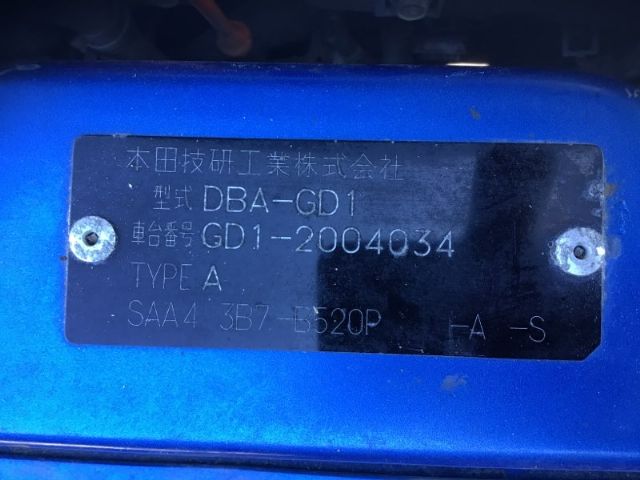 本田技研工業株式会社
型式 DBA-GD1
車台番号 GD1-2004034
TYPE A
SAA4 3B7-B520P -A -S